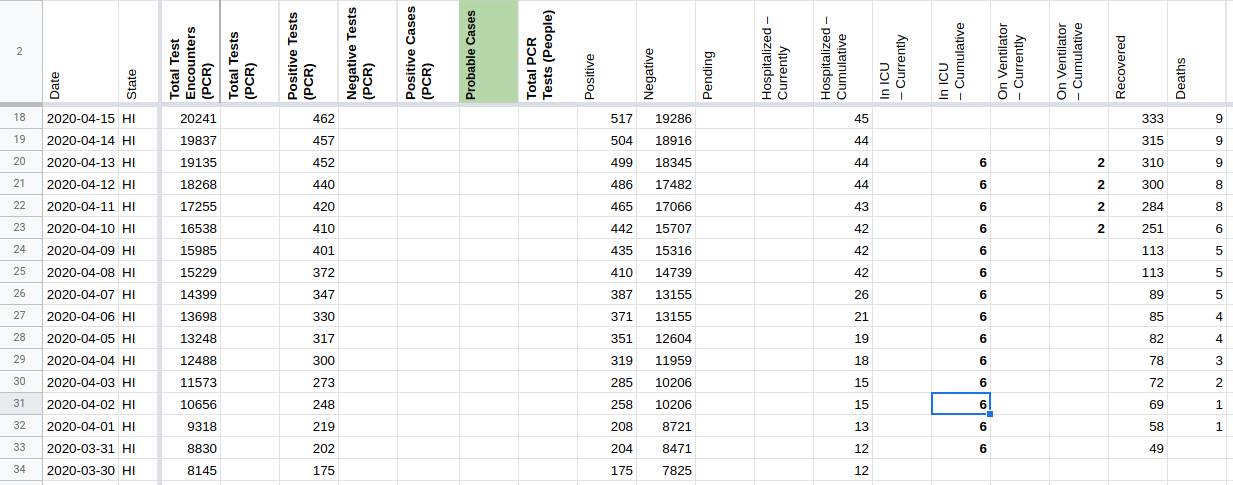 2 Date State Total Test Encounters (PCR) Total Tests (PCR) Positive Tests (PCR) Negative Tests (PCR) Positive Cases (PCR) Probable Cases Total PCR Tests (People) Positive Negative Pending Hospitalized – Currently Hospitalized – Cumulative In ICU – Currently In ICU – Cumulative On Ventilator – Currently On Ventilator – Cumulative Recovered Deaths
18 2020-04-15 HI 20241 462 517 19286 45 333 9
19 2020-04-14 HI 19837 457 504 18916 44 315 9
20 2020-04-13 HI 19135 452 499 18345 44 6 2 310 9
21 2020-04-12 HI 18268 440 486 17482 44 6 2 300 8
22 2020-04-11 HI 17255 420 465 17066 43 6 2 284 8
23 2020-04-10 HI 16538 410 442 15707 42 6 2 251 6
24 2020-04-09 HI 15985 401 435 15316 42 6 113 5
25 2020-04-08 HI 15229 372 410 14739 42 6 113 5
26 2020-04-07 HI 14399 347 387 13155 26 6 89 5
27 2020-04-06 HI 13698 330 371 13155 21 6 85 4
28 2020-04-05 HI 13248 317 351 12604 19 6 82 4
29 2020-04-04 HI 12488 300 319 11959 18 6 78 3
30 2020-04-03 HI 11573 273 285 10206 15 6 72 2
31 2020-04-02 HI 10656 248 258 10206 15 6 69 1
32 2020-04-01 HI 9318 219 208 8721 13 6 58 1
33 2020-03-31 HI 8830 202 204 8471 12 6 49
34 2020-03-30 HI 8145 175 175 7825 12